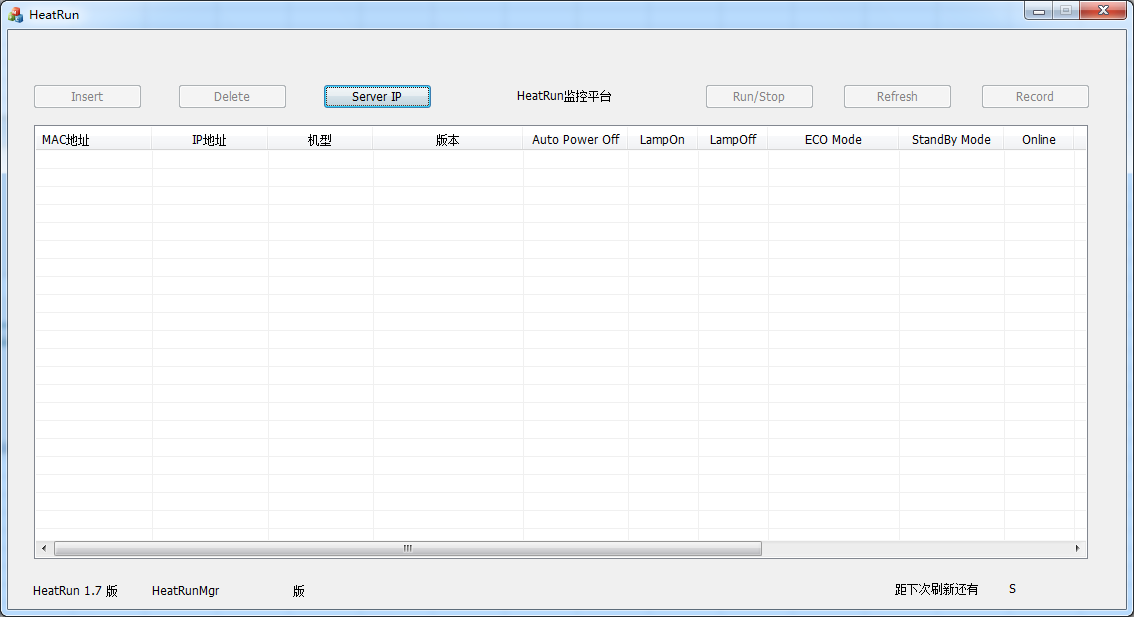 HeatRun
Insert Delete Server IP HeatRun监控平台 Run/Stop Refresh Record
MAC地址 IP地址 机型 版本 Auto Power Off LampOn LampOff ECO Mode StandBy Mode Online
HeatRun 1.7 版 HeatRunMgr 版 距下次刷新还有 S